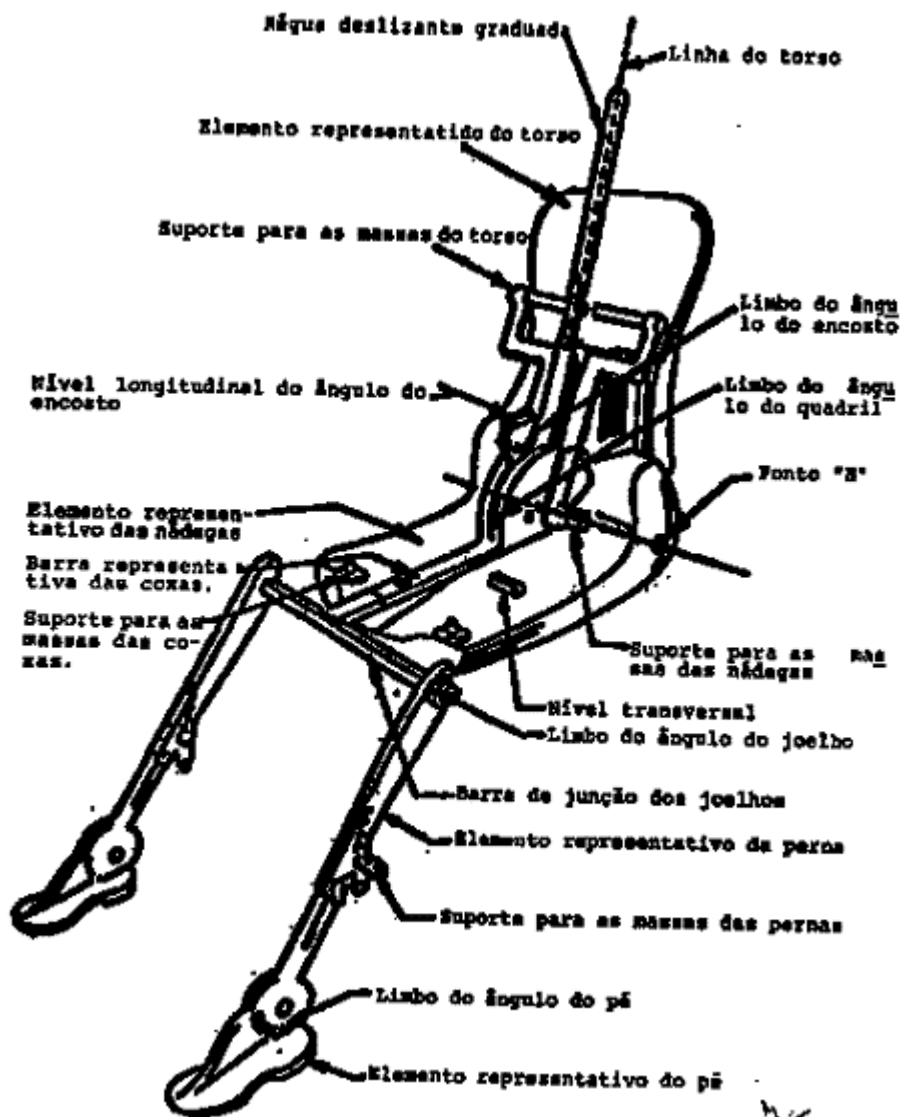 Régua deslizante graduada
Linha do torso
Elemento representatido do torso
Suporte para as massas do torso
Limbo do ângu
lo do encosto
Nível longitudinal do ângulo do
encosto
Limbo do ângu
lo do quadril
Ponto "H"
Elemento represen-
tativo das nádegas
Barra representa
tiva das coxas.
Suporte para as
massas das co-
xas.
Suporte para as mas
sas das nádegas
Nível transversal
Limbo do ângulo do joelho
Barra de junção dos joelhos
Elemento representativo da perna
Suporte para as massas das pernas
Limbo do ângulo do pé
Elemento representativo do pé